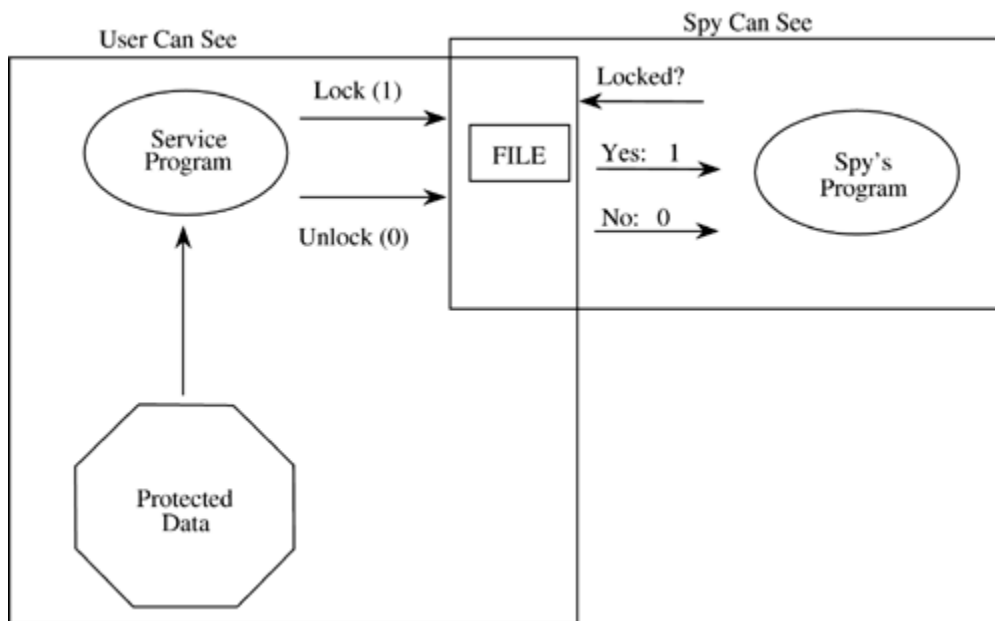 User Can See
Spy Can See
Lock (1)
Locked?
Service
Program
FILE
Yes: 1
Spy's
Program
Unlock (0)
No: 0
Protected
Data